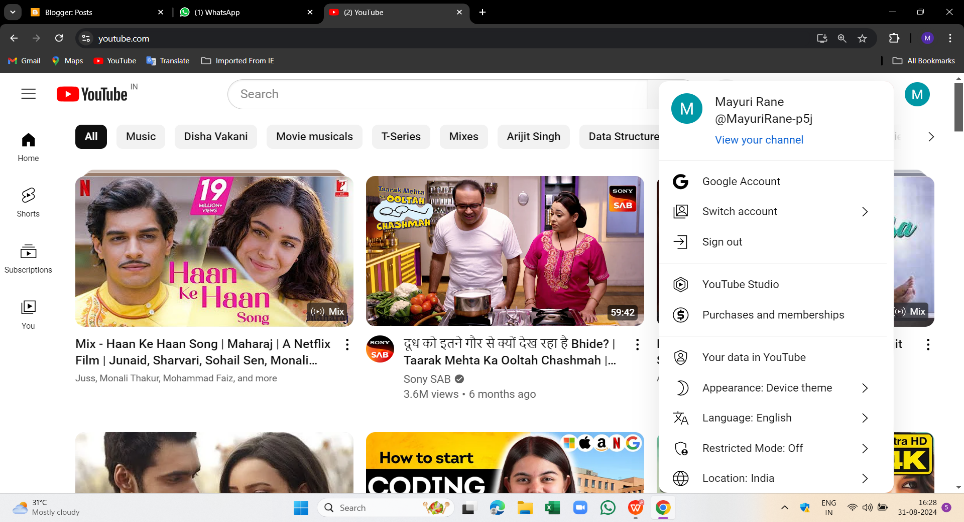 Blogger: Posts
(1) WhatsApp
(2) YouTube
youtube.com
M
Gmail
Maps
YouTube
Translate
Imported From IE
All Bookmarks
YouTube IN
Search
M
All
Music
Disha Vakani
Movie musicals
T-Series
Mixes
Arijit Singh
Data Structure
Home
Shorts
Subscriptions
You
N
19
MILLION+
VIEWS
Haan
Ke Haan
Song
Mix
Mix - Haan Ke Haan Song | Maharaj | A Netflix
Film | Junaid, Sharvari, Sohail Sen, Monali...
Juss, Monali Thakur, Mohammad Faiz, and more
Taarak Mehta
Ka
OOLTAH
CHASHMAH
SONY
SAB
59:42
SONY
SAB
दूध को इतने गौर से क्यों देख रहा है Bhide? |
Taarak Mehta Ka Ooltah Chashmah |...
Sony SAB
3.6M views • 6 months ago
Mix
How to start
CODING
a N G
M
Mayuri Rane
@MayuriRane-p5j
View your channel
Google Account
Switch account
Sign out
YouTube Studio
Purchases and memberships
Your data in YouTube
Appearance: Device theme
Language: English
Restricted Mode: Off
Location: India
ltra HD
4K
31°C
Mostly cloudy
Search
ENG
IN
16:28
31-08-2024
5